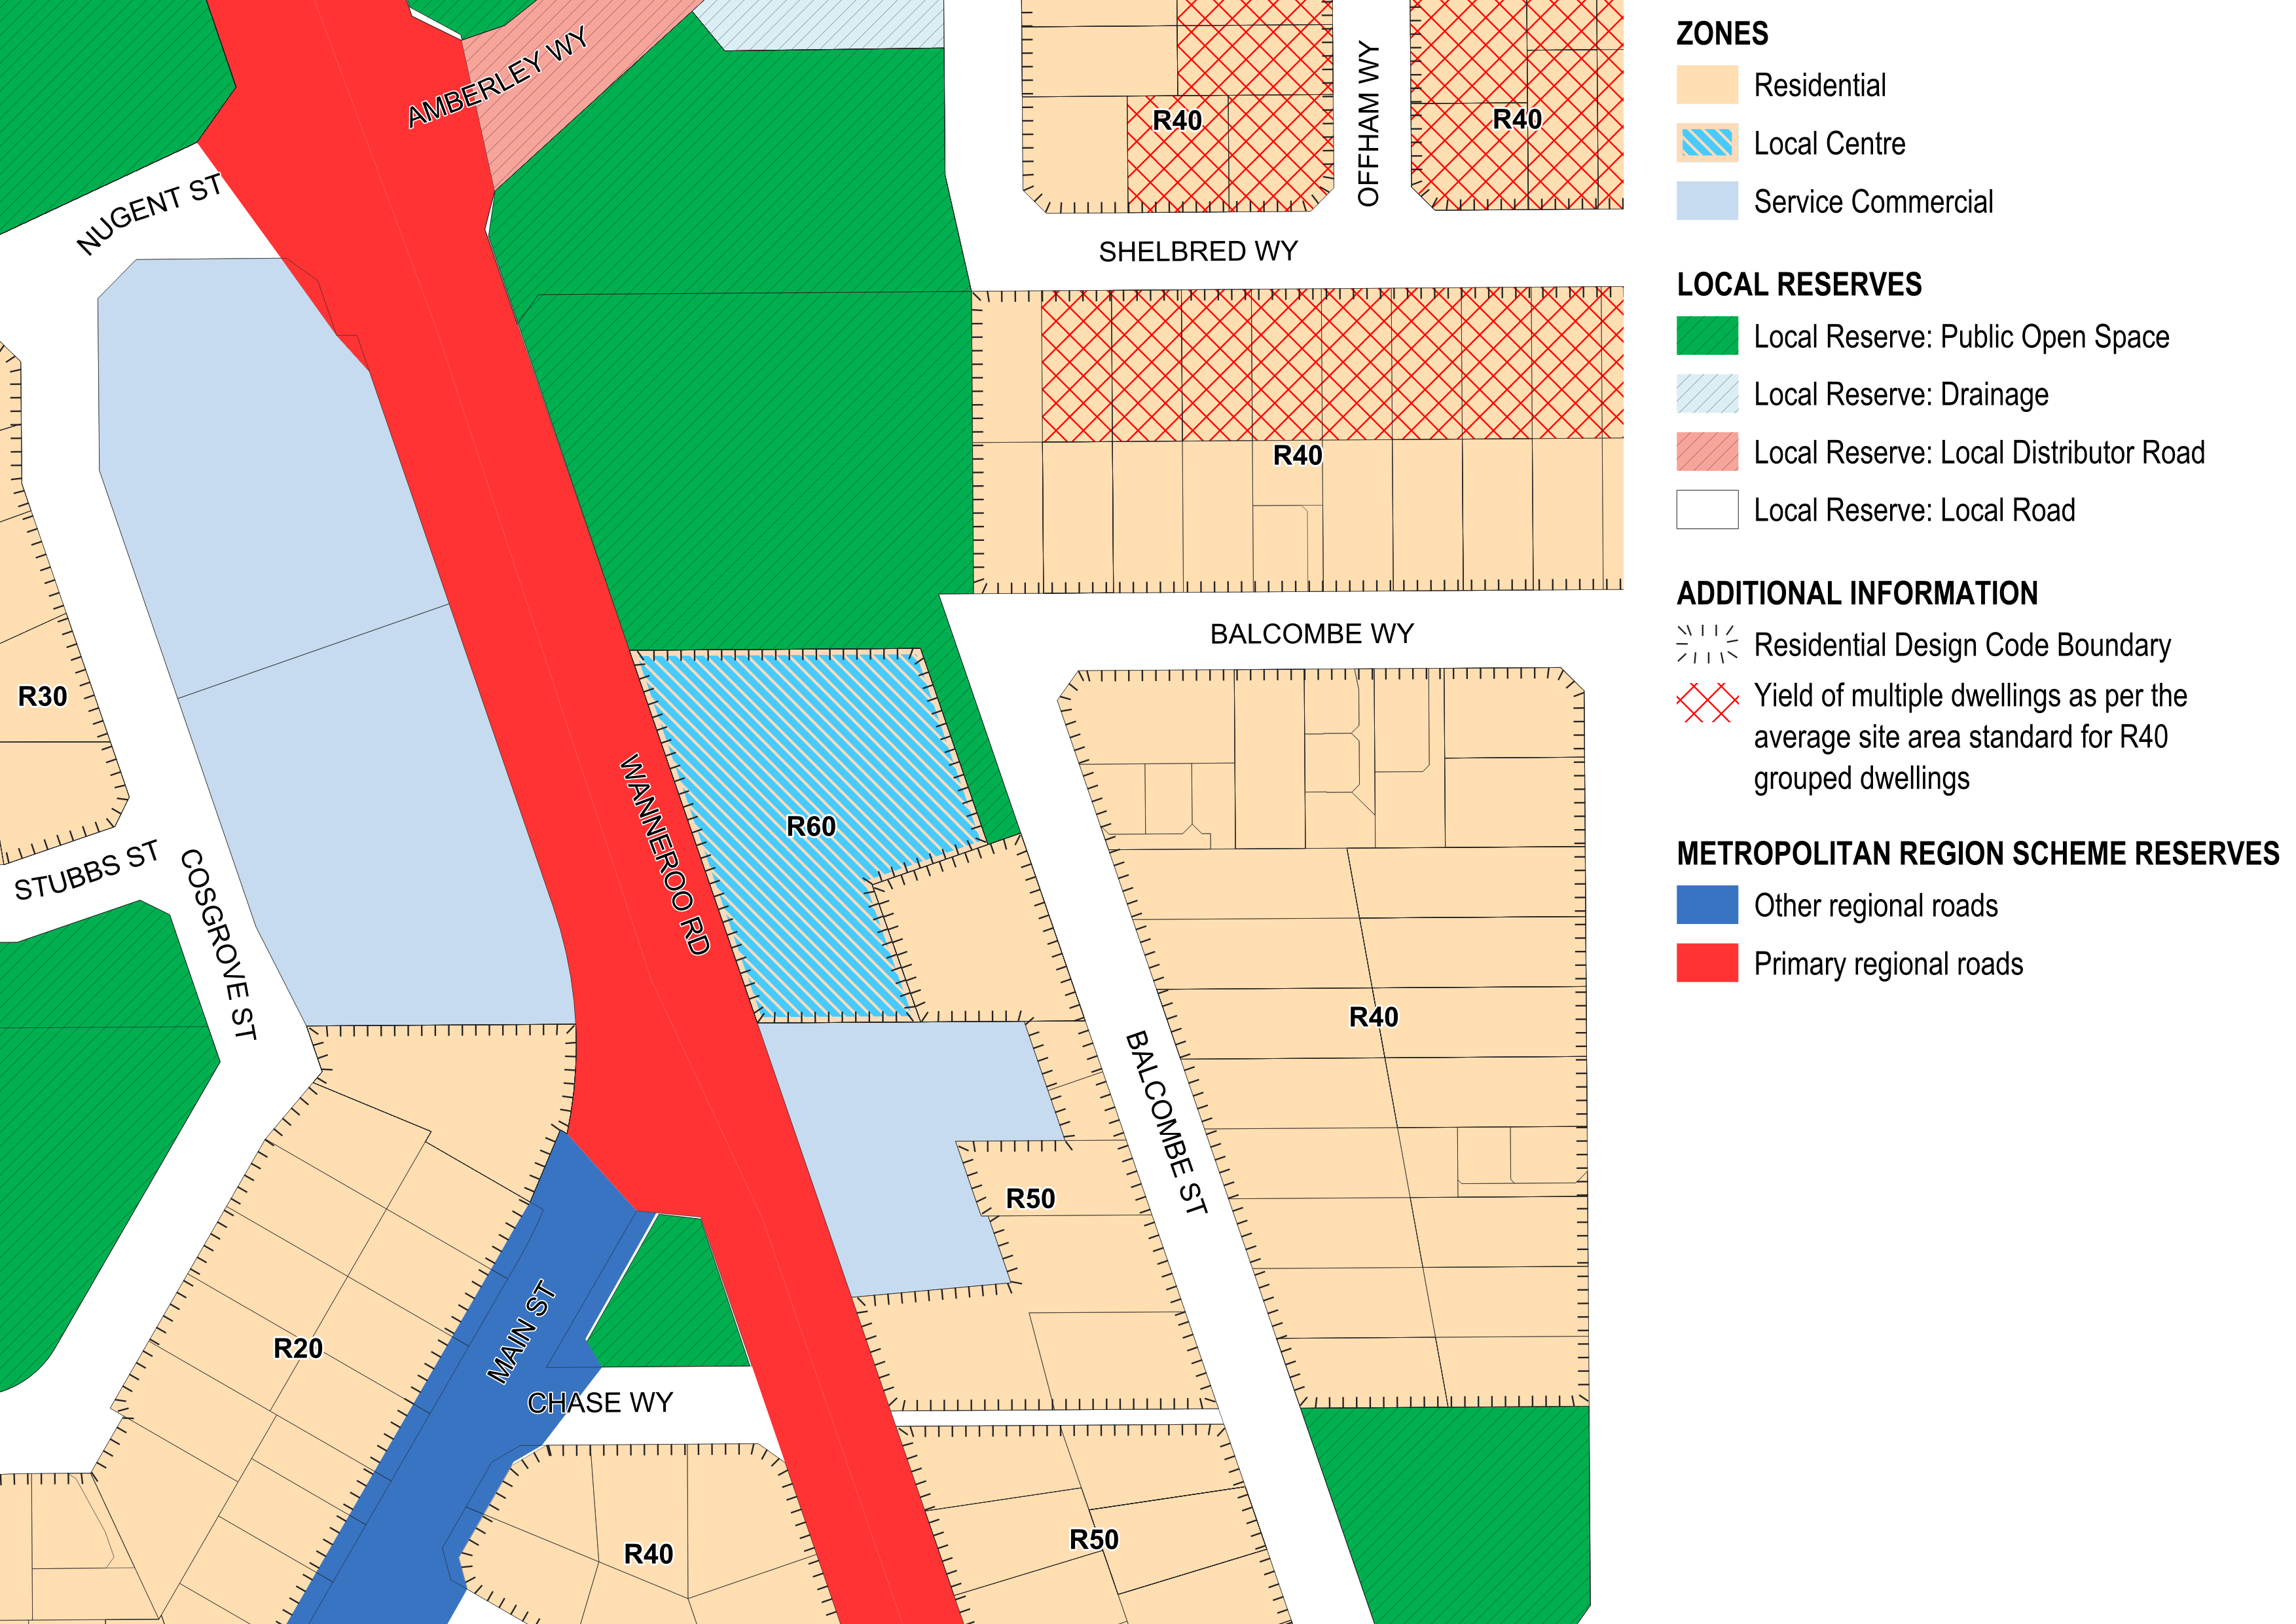 AMBERLEY WY
NUGENT ST
R40
OFFHAM WY
R40
SHELBRED WY
R40
BALCOMBE WY
R30
WANNEROO RD
R60
STUBBS ST
COSGROVE ST
R40
BALCOMBE ST
R50
MAIN ST
R20
CHASE WY
R40
R50
ZONES
Residential
Local Centre
Service Commercial
LOCAL RESERVES
Local Reserve: Public Open Space
Local Reserve: Drainage
Local Reserve: Local Distributor Road
Local Reserve: Local Road
ADDITIONAL INFORMATION
Residential Design Code Boundary
Yield of multiple dwellings as per the
average site area standard for R40
grouped dwellings
METROPOLITAN REGION SCHEME RESERVES
Other regional roads
Primary regional roads